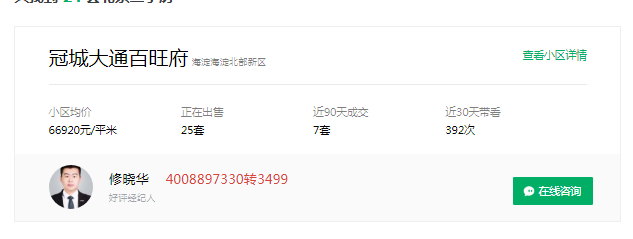 冠城大通百旺府 海淀海淀北部新区 查看小区详情
小区均价 正在出售 近90天成交 近30天带看
66920元/平米 25套 7套 392次
修晓华 4008897330转3499
好评经纪人
在线咨询